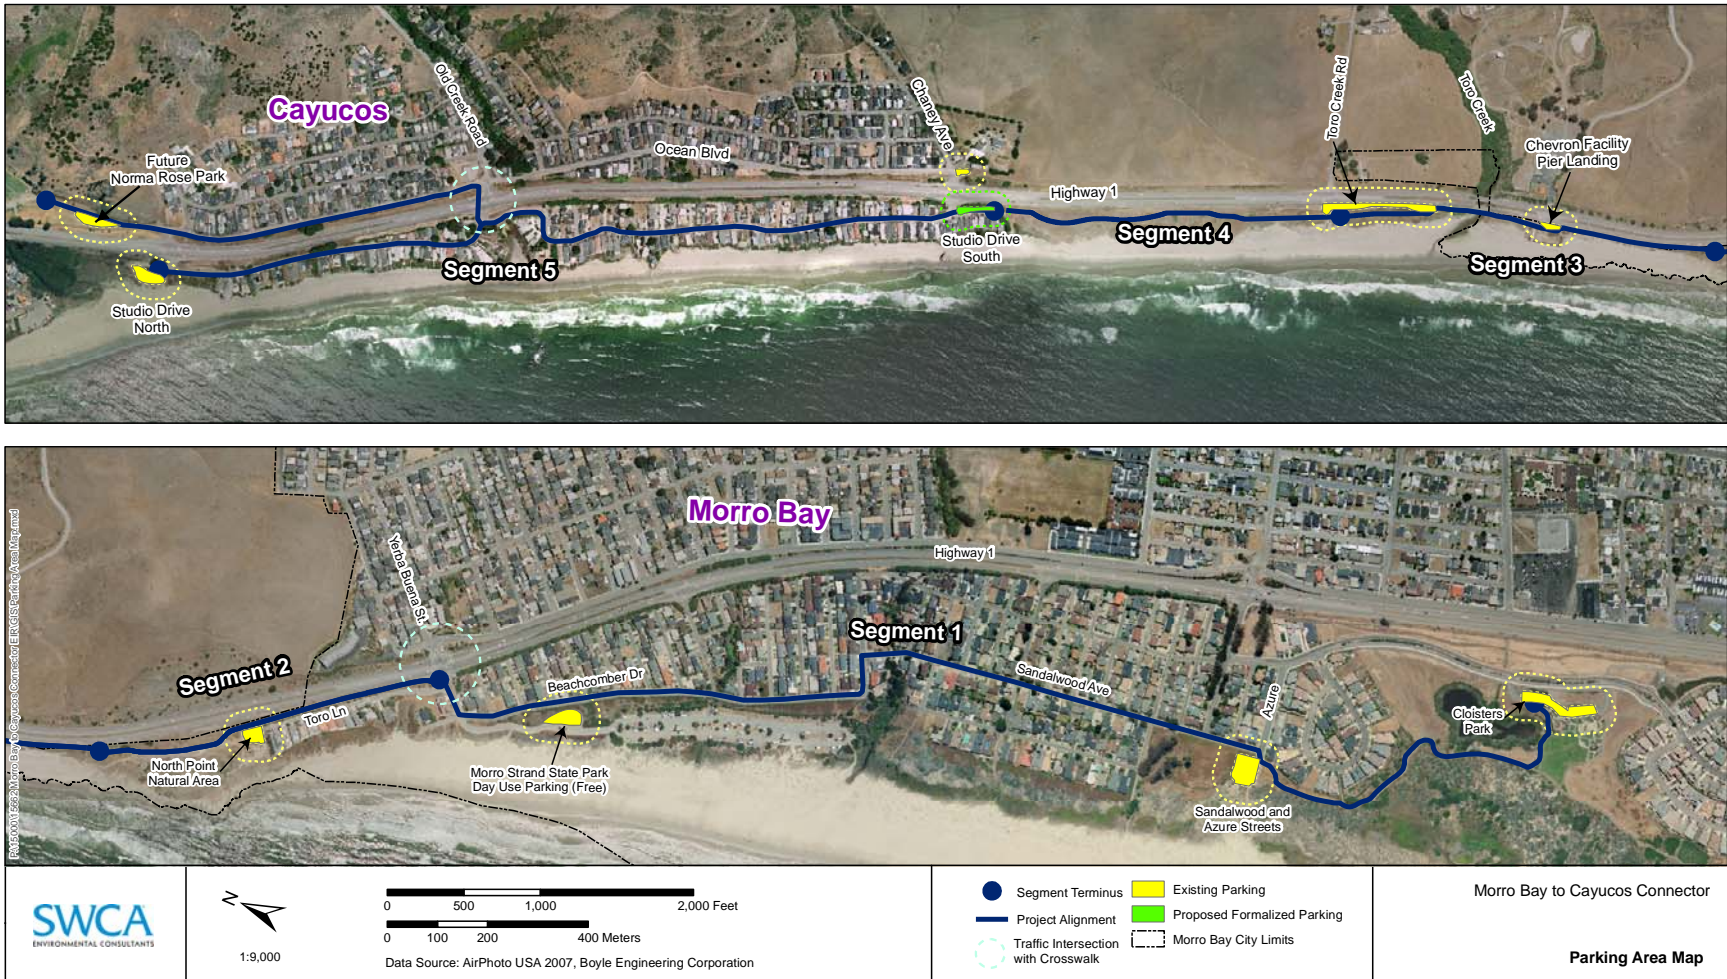 Cayucos
Old Creek Road
Future
Norma Rose Park
Ocean Blvd
Chaney Ave
Toro Creek Rd
Toro Creek
Chevron Facility
Pier Landing
Highway 1
Segment 4
Segment 3
Studio Drive
South
Segment 5
Studio Drive
North
Morro Bay
Yerba Buena St.
Highway 1
Segment 1
Segment 2
Beachcomber Dr
Sandalwood Ave
Azure
Toro Ln
Cloisters
Park
North Point
Natural Area
Morro Strand State Park
Day Use Parking (Free)
Sandalwood and
Azure Streets
SWCA
ENVIRONMENTAL CONSULTANTS
N
1:9,000
0 500 1,000 2,000 Feet
0 100 200 400 Meters
Data Source: AirPhoto USA 2007, Boyle Engineering Corporation
Segment Terminus
Project Alignment
Traffic Intersection
with Crosswalk
Existing Parking
Proposed Formalized Parking
Morro Bay City Limits
Morro Bay to Cayucos Connector
Parking Area Map